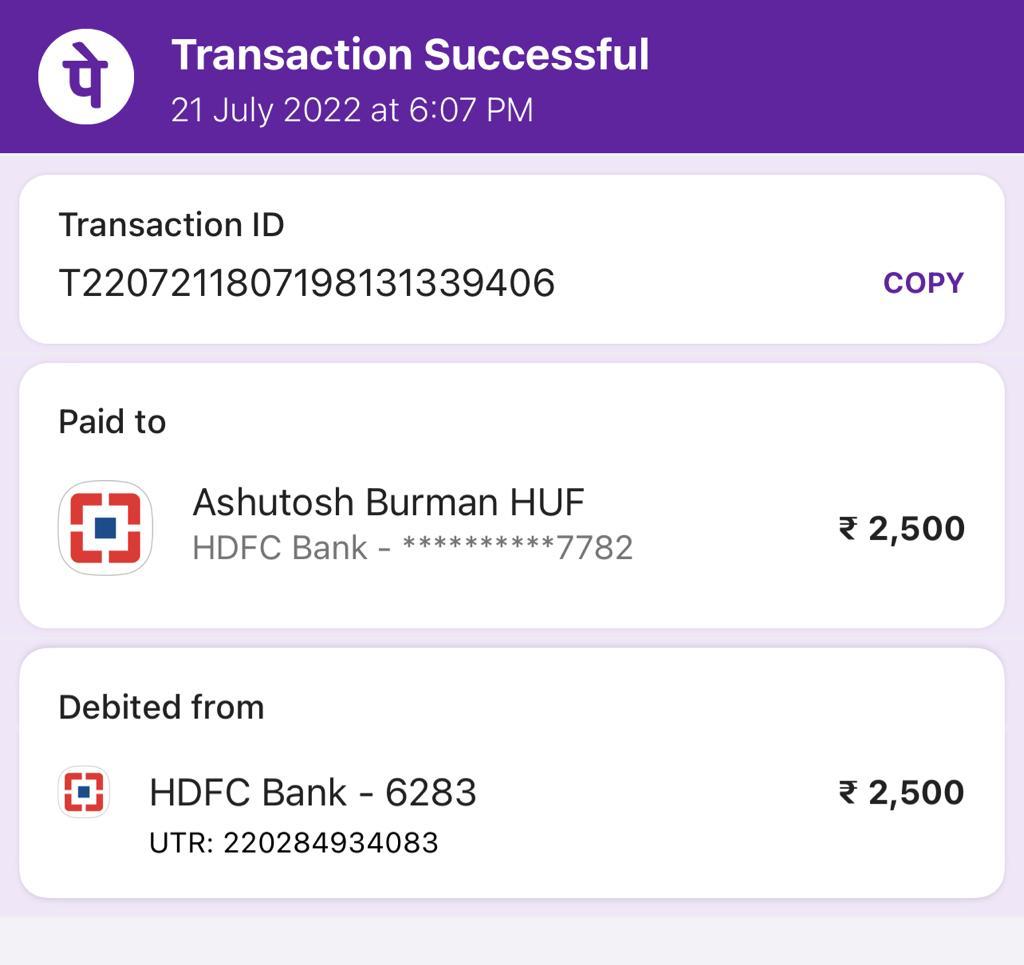 पे
Transaction Successful
21 July 2022 at 6:07 PM
Transaction ID
T2207211807198131339406
COPY
Paid to
Ashutosh Burman HUF
HDFC Bank - **********7782
₹ 2,500
Debited from
HDFC Bank - 6283
₹ 2,500
UTR: 220284934083